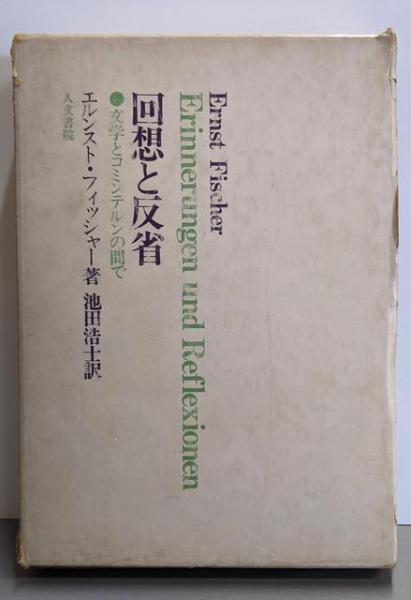 Ernst Fischer
Erinnerungen und Reflexionen
回想と反省
●文学とコミンテルンの間で
エルンスト・フィッシャー著 池田浩士訳
人文書院